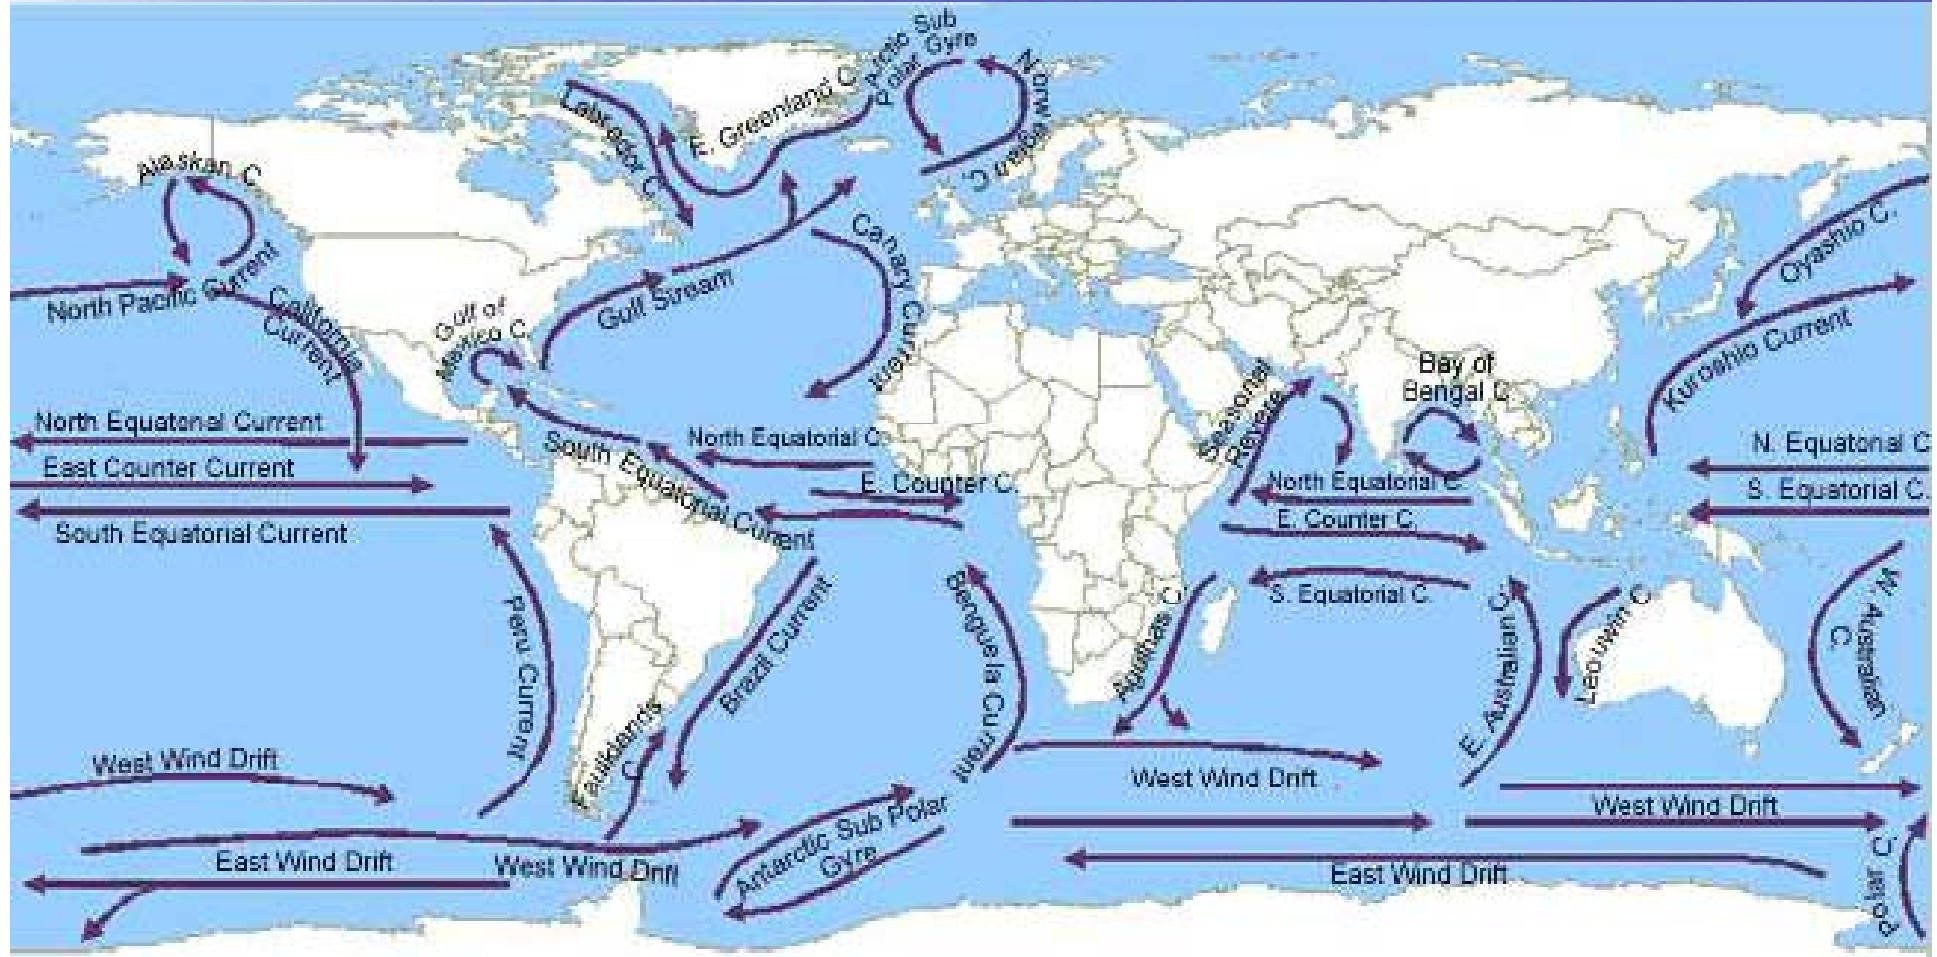 Arctic Sub
Polar Gyre
Norwegian C.
E. Greenland C.
Labrador C.
Alaskan C.
North Pacific Current
California
Current
Gulf of
Mexico C.
Gulf Stream
Canary Current
Oyashio C.
Kuroshio Current
Bay of
Bengal C.
Seasonal
Reverse
North Equatorial Current
East Counter Current
South Equatorial Current
South Equatorial Current
North Equatorial C.
E. Counter C.
North Equatorial C.
E. Counter C.
S. Equatorial C.
N. Equatorial C
S. Equatorial C.
Peru Current
Brazil Current
Benguela Current
Agulhas C.
E. Australian C.
Leouwin C.
W. Australian
C.
Faulklands
C.
West Wind Drift
West Wind Drift
West Wind Drift
East Wind Drift
West Wind Drift
Antarctic Sub Polar
Gyre
East Wind Drift
Polar C.